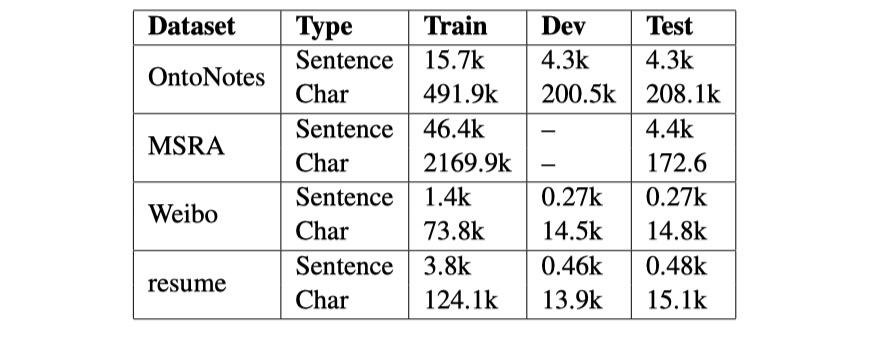 Dataset Type Train Dev Test
OntoNotes Sentence 15.7k 4.3k 4.3k
Char 491.9k 200.5k 208.1k
MSRA Sentence 46.4k – 4.4k
Char 2169.9k – 172.6
Weibo Sentence 1.4k 0.27k 0.27k
Char 73.8k 14.5k 14.8k
resume Sentence 3.8k 0.46k 0.48k
Char 124.1k 13.9k 15.1k